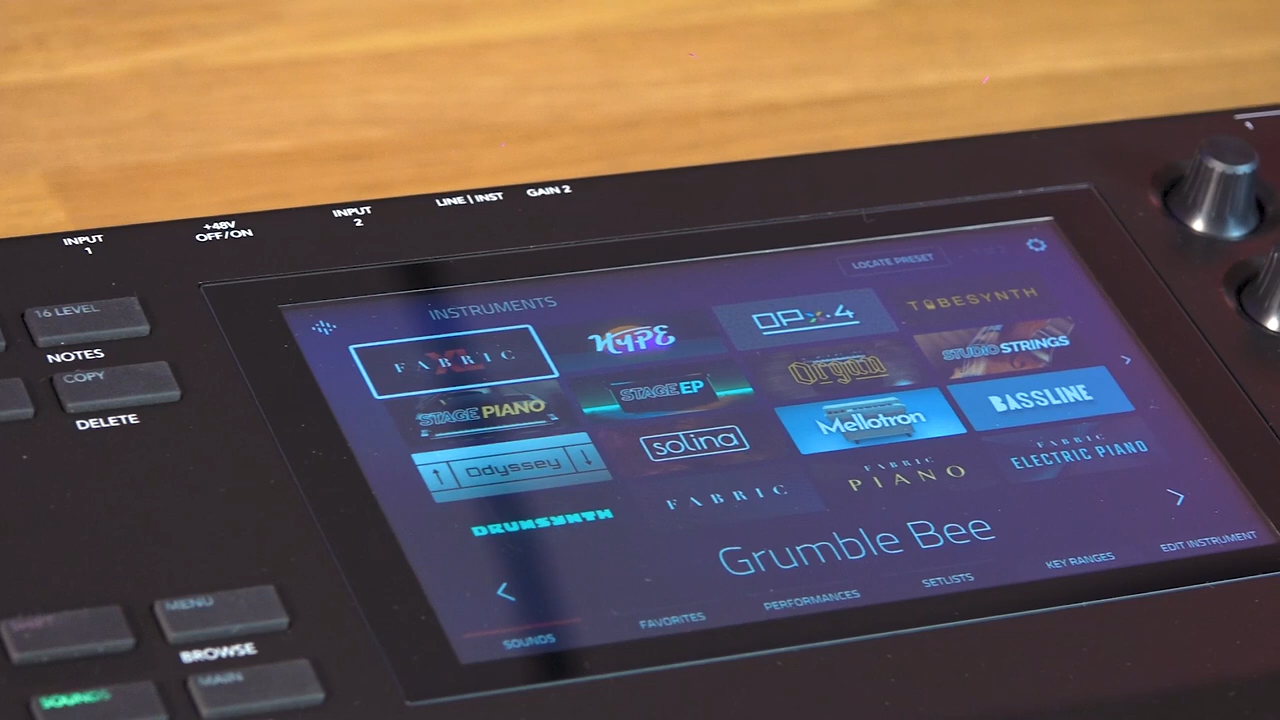 INPUT
1
+48V
OFF/ON
INPUT
2
LINE | INST
GAIN 2
16 LEVEL
NOTES
COPY
DELETE
MENU
BROWSE
MAIN
SOUNDS
INSTRUMENTS
LOCATE PRESET
FABRIC XL
HYPE
OPx-4
TUBESYNTH
STAGE PIANO
STAGE EP
Organ
STUDIO STRINGS
Odyssey
solina
Mellotron
BASSLINE
DRUMSYNTH
FABRIC
FABRIC
PIANO
FABRIC
ELECTRIC PIANO
Grumble Bee
SOUNDS
FAVORITES
PERFORMANCES
SETLISTS
KEY RANGES
EDIT INSTRUMENT